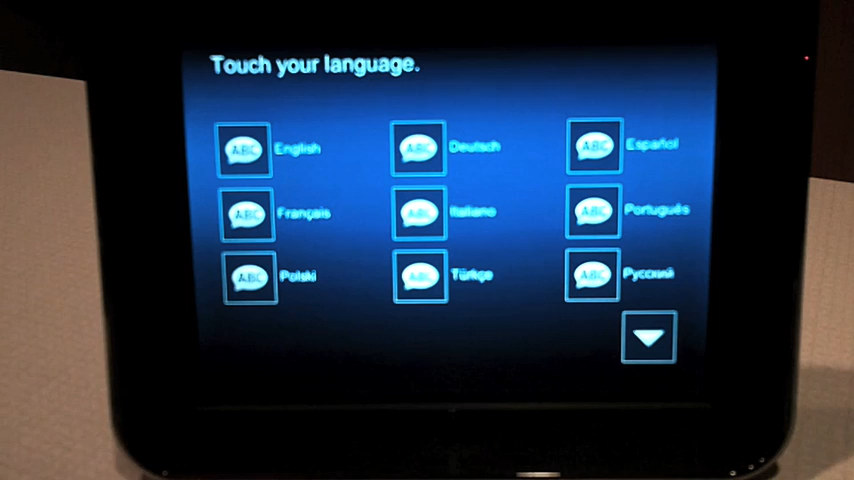 Touch your language.
ABC English ABC Deutsch ABC Español
ABC Français ABC Italiano ABC Português
ABC Polski ABC Türkçe ABC Русский